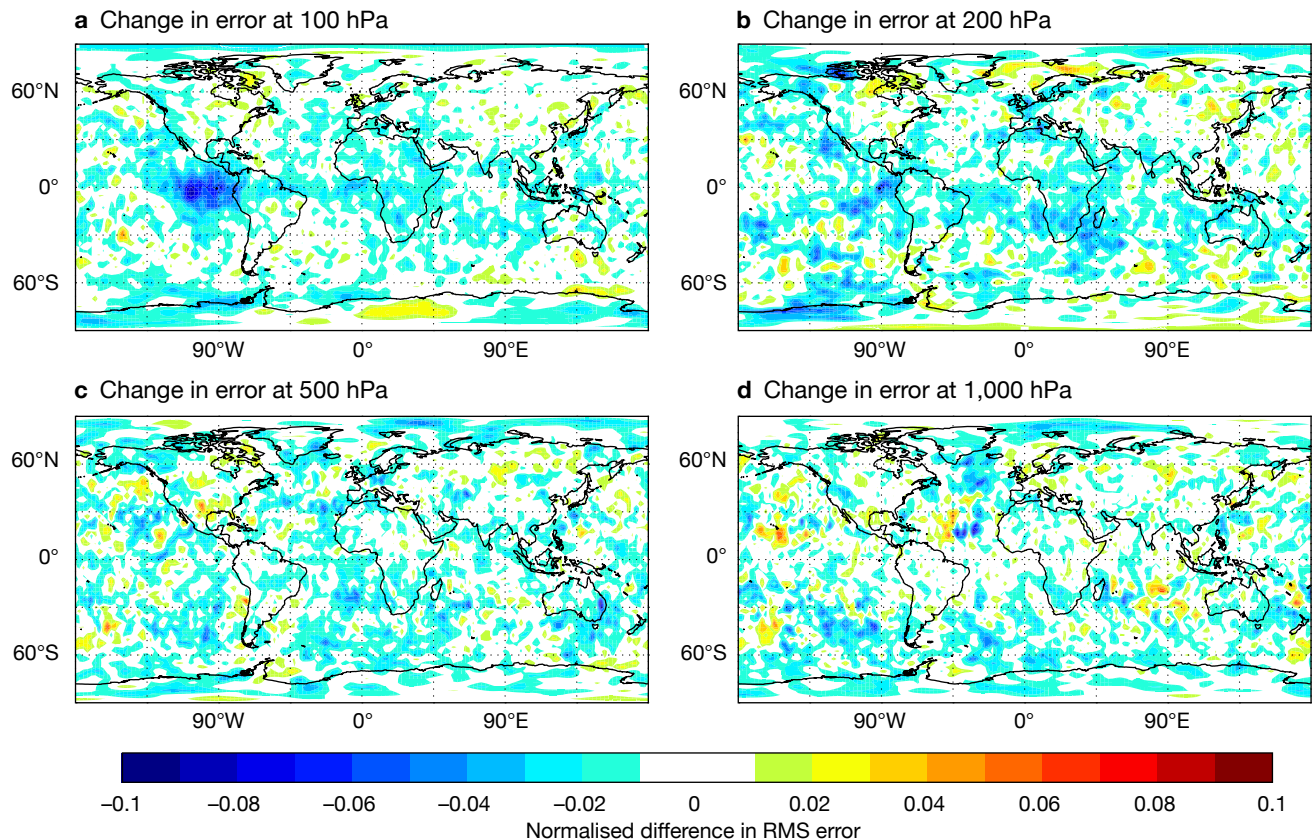 a Change in error at 100 hPa
b Change in error at 200 hPa
60°N
0°
60°S
60°N
0°
60°S
90°W 0° 90°E
90°W 0° 90°E
c Change in error at 500 hPa
d Change in error at 1,000 hPa
60°N
0°
60°S
60°N
0°
60°S
90°W 0° 90°E
90°W 0° 90°E
–0.1 –0.08 –0.06 –0.04 –0.02 0 0.02 0.04 0.06 0.08 0.1
Normalised difference in RMS error